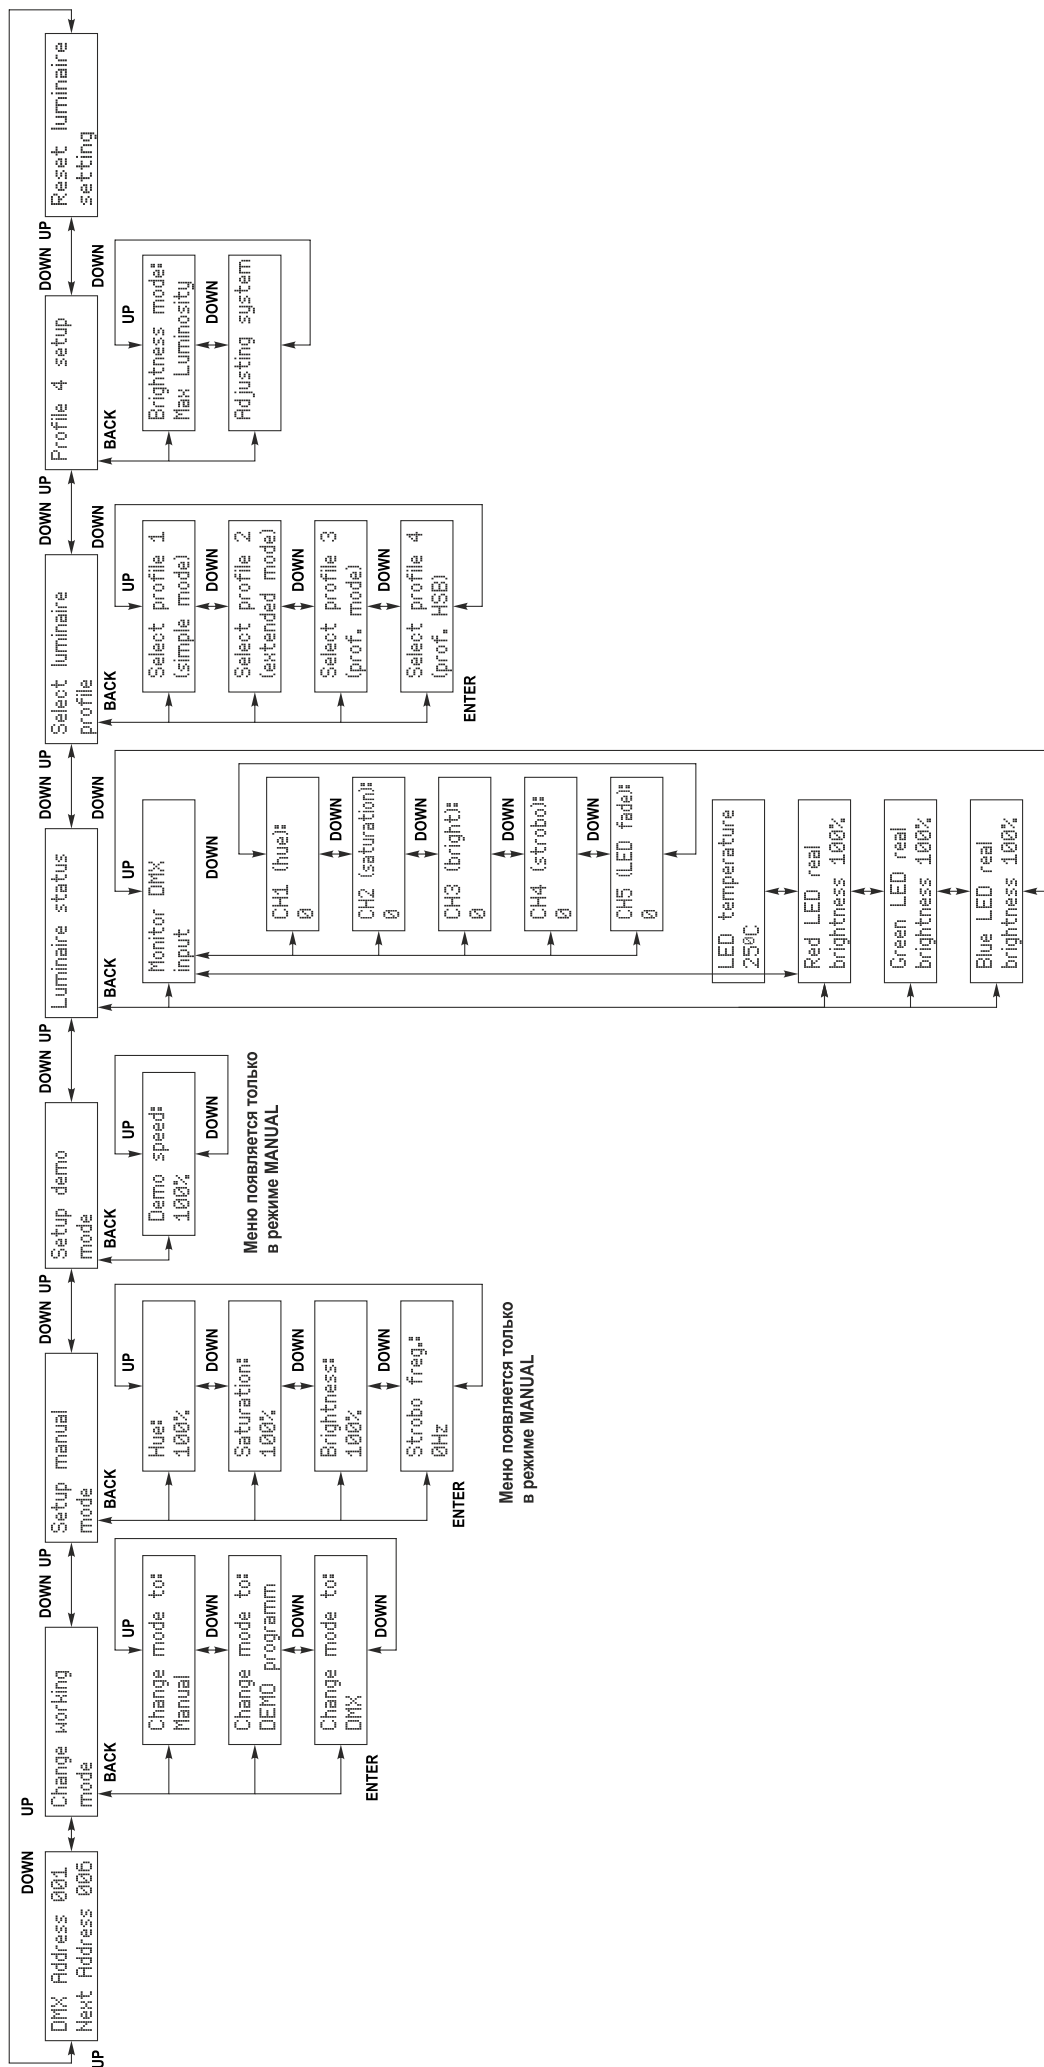 UP
DMX Address 001
Next Address 006
DOWN
UP
Change working
mode
BACK
UP
Change mode to:
Manual
DOWN
Change mode to:
DEMO programm
DOWN
Change mode to:
DMX
DOWN
ENTER
DOWN UP
Setup manual
mode
BACK
UP
Hue:
100%
DOWN
Saturation:
100%
DOWN
Brightness:
100%
DOWN
Strobo freg.:
0Hz
ENTER
Меню появляется только
в режиме MANUAL
DOWN UP
Setup demo
mode
BACK
UP
Demo speed:
100%
DOWN
Меню появляется только
в режиме MANUAL
DOWN UP
Luminaire status
BACK
UP
Monitor DMX
input
DOWN
CH1 (hue):
0
DOWN
CH2 (saturation):
0
DOWN
CH3 (bright):
0
DOWN
CH4 (strobo):
0
DOWN
CH5 (LED fade):
0
LED temperature
250C
Red LED real
brightness 100%
Green LED real
brightness 100%
Blue LED real
brightness 100%
DOWN UP
DOWN
Select luminaire
profile
BACK
UP
Select profile 1
(simple mode)
DOWN
Select profile 2
(extended mode)
DOWN
Select profile 3
(prof. mode)
DOWN
Select profile 4
(prof. HSB)
ENTER
DOWN UP
DOWN
Profile 4 setup
BACK
UP
Brightness mode:
Max Luminosity
DOWN
Adjusting system
DOWN UP
DOWN
Reset luminaire
setting